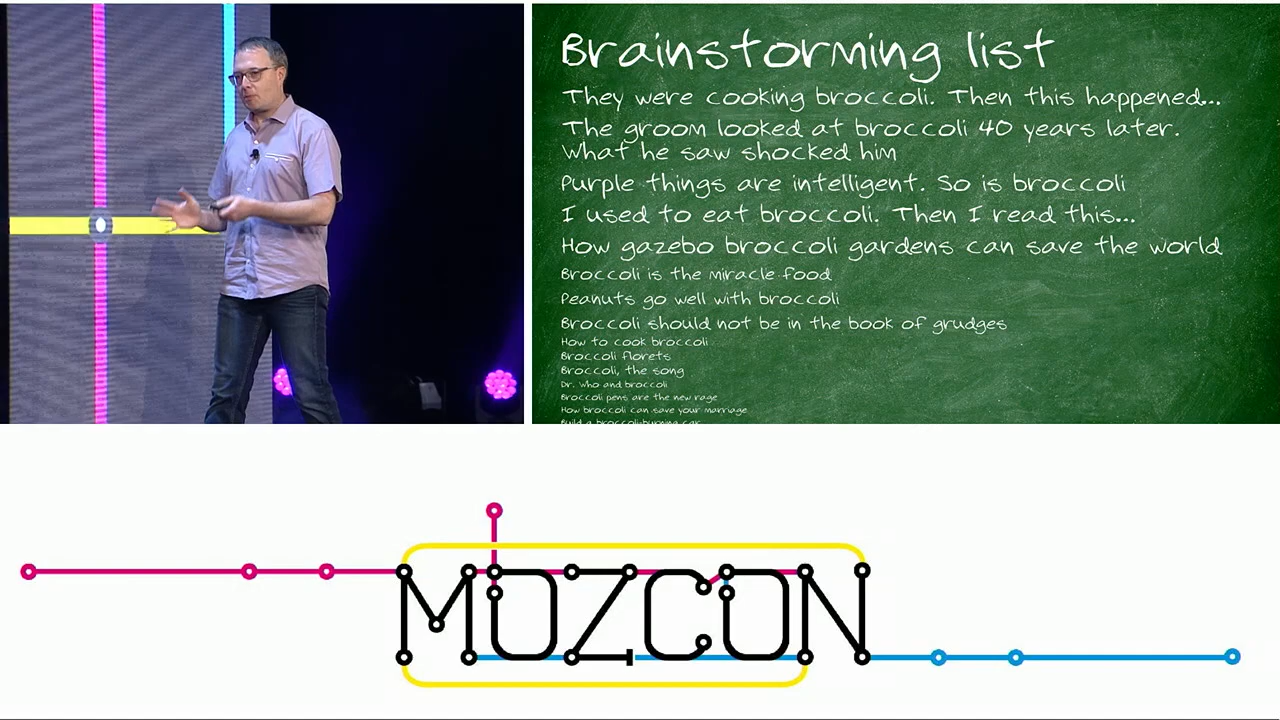 Brainstorming list
They were cooking broccoli. Then this happened...
The groom looked at broccoli 40 years later.
What he saw shocked him
Purple things are intelligent. So is broccoli
I used to eat broccoli. Then I read this...
How gazebo broccoli gardens can save the world
Broccoli is the miracle food
Peanuts go well with broccoli
Broccoli should not be in the book of grudges
How to cook broccoli
Broccoli florets
Broccoli, the song
Dr. Who and broccoli
Broccoli pens are the new rage
How broccoli can save your marriage
Build a broccoli-burning car
MOZCON